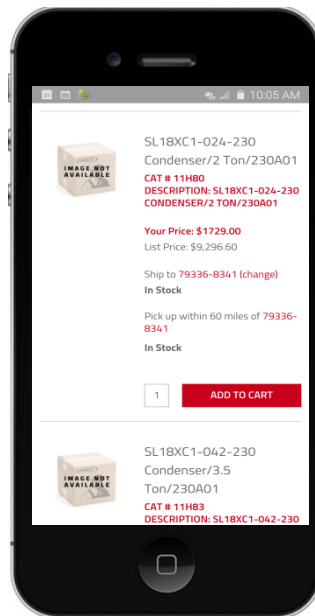 31
10:05 AM
IMAGE NOT
AVAILABLE
SL18XC1-024-230
Condenser/2 Ton/230A01
CAT # 11H80
DESCRIPTION: SL18XC1-024-230
CONDENSER/2 TON/230A01
Your Price: $1729.00
List Price: $9,296.60
Ship to 79336-8341 (change)
In Stock
Pick up within 60 miles of 79336-
8341
In Stock
1
ADD TO CART
IMAGE NOT
AVAILABLE
SL18XC1-042-230
Condenser/3.5
Ton/230A01
CAT # 11H83
DESCRIPTION: SL18XC1-042-230